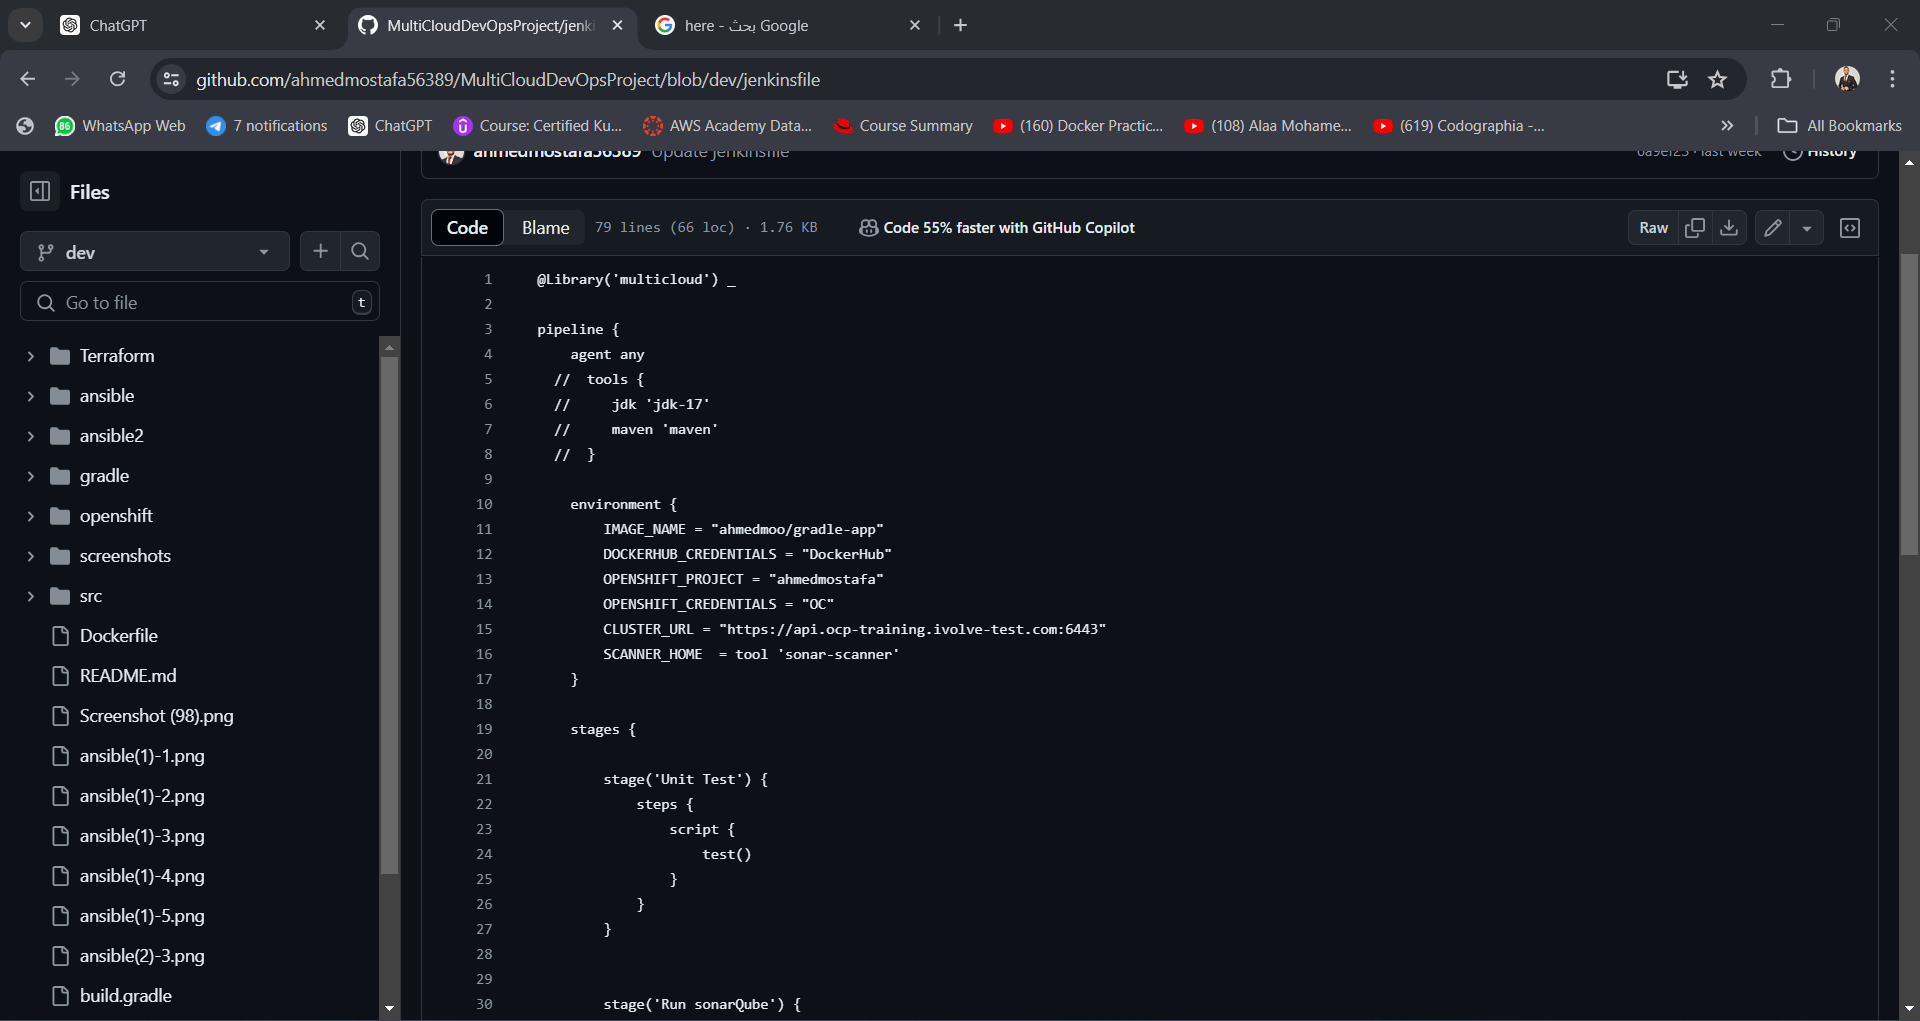 ChatGPT
MultiCloudDevOpsProject/jenki
here - بحث Google
github.com/ahmedmostafa56389/MultiCloudDevOpsProject/blob/dev/jenkinsfile
86
WhatsApp Web
7 notifications
ChatGPT
Course: Certified Ku...
AWS Academy Data...
Course Summary
(160) Docker Practic...
(108) Alaa Mohame...
(619) Codographia -...
All Bookmarks
ahmedmostafa56389 Update jenkinsfile
6a9ef23 · last week
History
Files
dev
Go to file
t
Terraform
ansible
ansible2
gradle
openshift
screenshots
src
Dockerfile
README.md
Screenshot (98).png
ansible(1)-1.png
ansible(1)-2.png
ansible(1)-3.png
ansible(1)-4.png
ansible(1)-5.png
ansible(2)-3.png
build.gradle
Code
Blame
79 lines (66 loc) · 1.76 KB
Code 55% faster with GitHub Copilot
Raw
1 @Library('multicloud') _
2
3 pipeline {
4 agent any
5 // tools {
6 // jdk 'jdk-17'
7 // maven 'maven'
8 // }
9
10 environment {
11 IMAGE_NAME = "ahmedmoo/gradle-app"
12 DOCKERHUB_CREDENTIALS = "DockerHub"
13 OPENSHIFT_PROJECT = "ahmedmostafa"
14 OPENSHIFT_CREDENTIALS = "OC"
15 CLUSTER_URL = "https://api.ocp-training.ivolve-test.com:6443"
16 SCANNER_HOME = tool 'sonar-scanner'
17 }
18
19 stages {
20
21 stage('Unit Test') {
22 steps {
23 script {
24 test()
25 }
26 }
27 }
28
29
30 stage('Run sonarQube') {